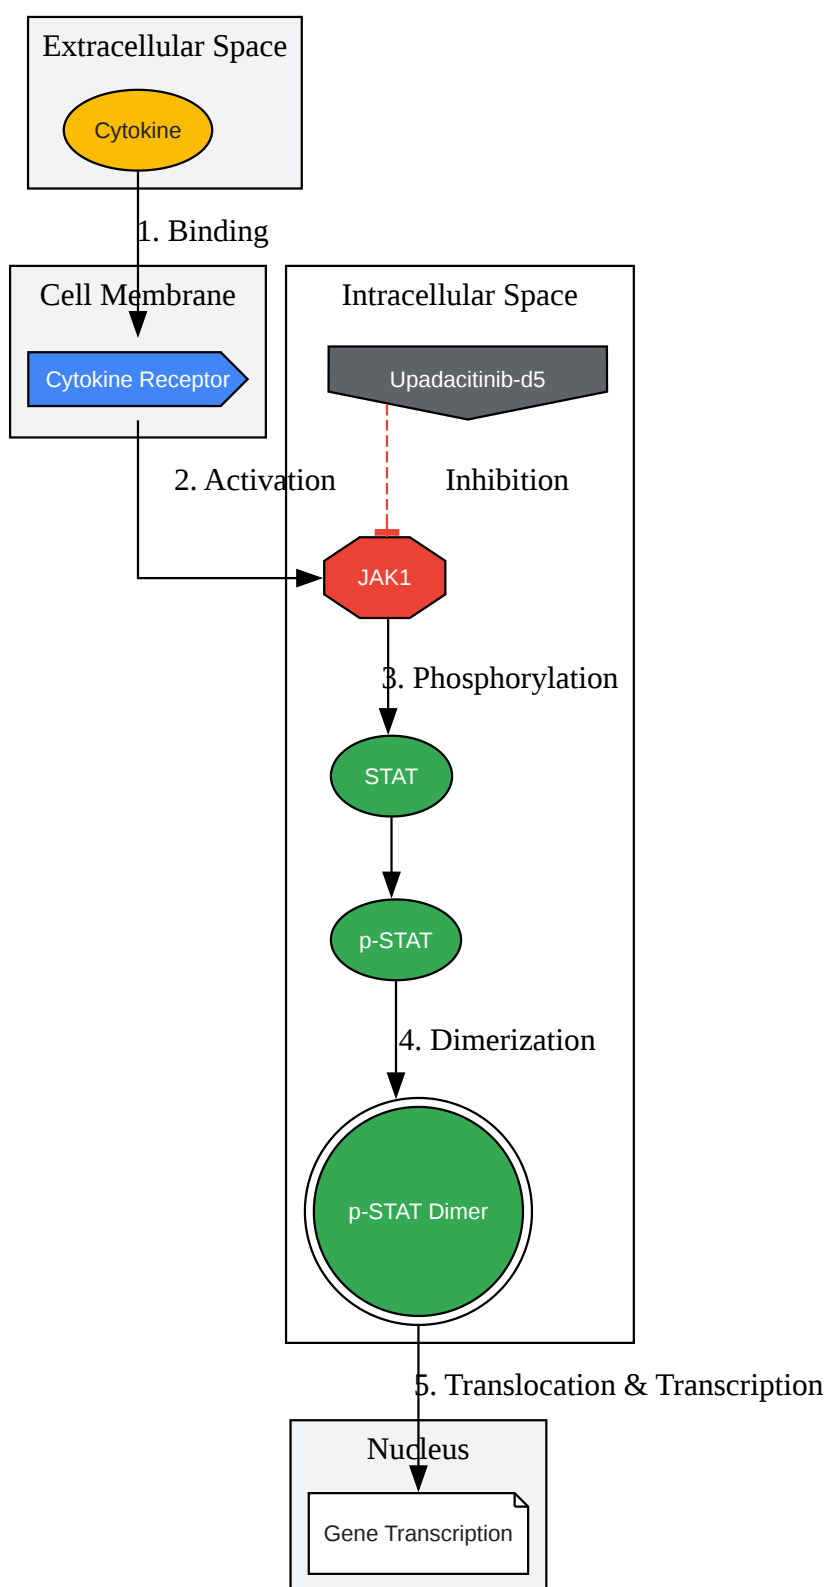 Extracellular Space
Cytokine
1. Binding
Cell Membrane
Cytokine Receptor
Intracellular Space
Upadacitinib-d5
2. Activation
Inhibition
JAK1
3. Phosphorylation
STAT
p-STAT
4. Dimerization
p-STAT Dimer
5. Translocation & Transcription
Nucleus
Gene Transcription